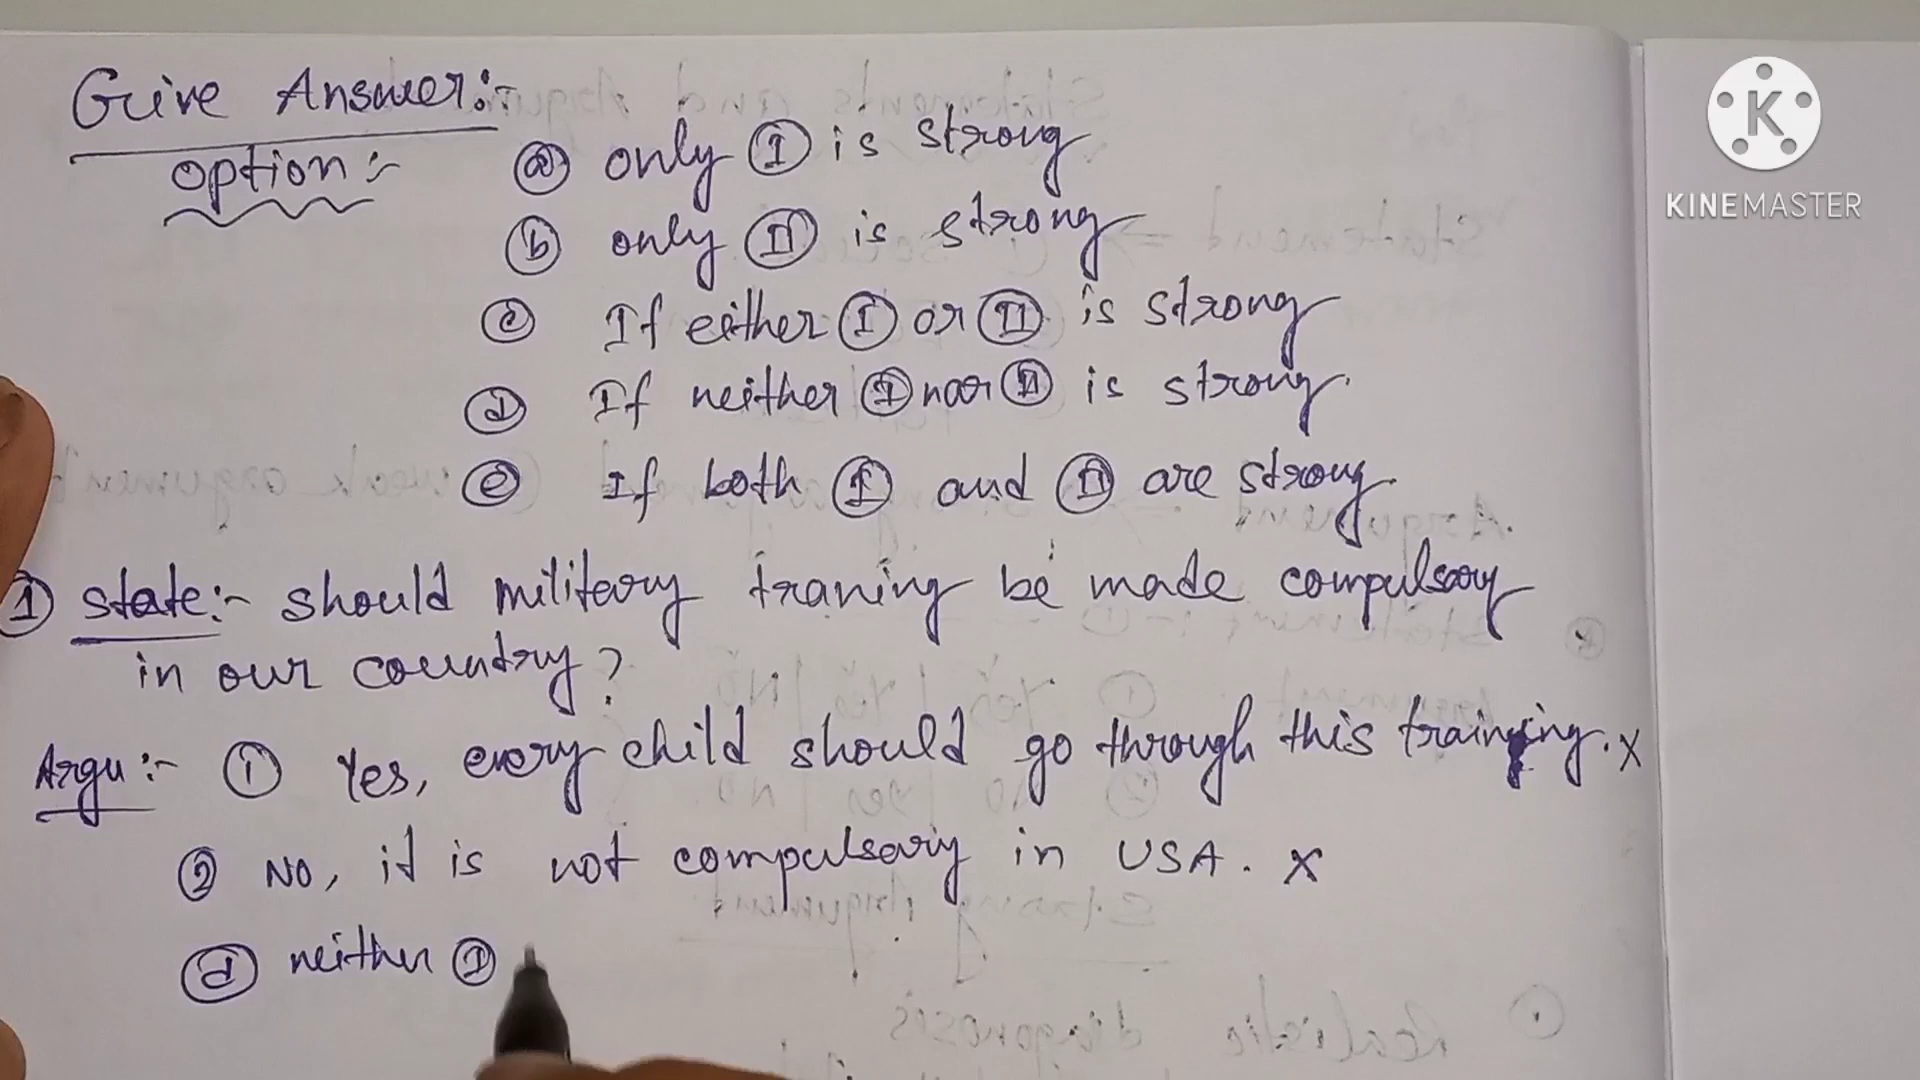 Give Answer:-
option:-
ⓐ only Ⓘ is strong
ⓑ only Ⅱ is strong
ⓒ If either Ⓘ or Ⅱ is strong
ⓓ If neither Ⓘ nor Ⅱ is strong.
ⓔ If both Ⓘ and Ⅱ are strong.
① state:- should military traning be made compulsory
in our country?
Argu:- ① Yes, every child should go through this training. x
② NO, it is not compulsary in USA. x
ⓓ neither Ⓘ
K
KINEMASTER